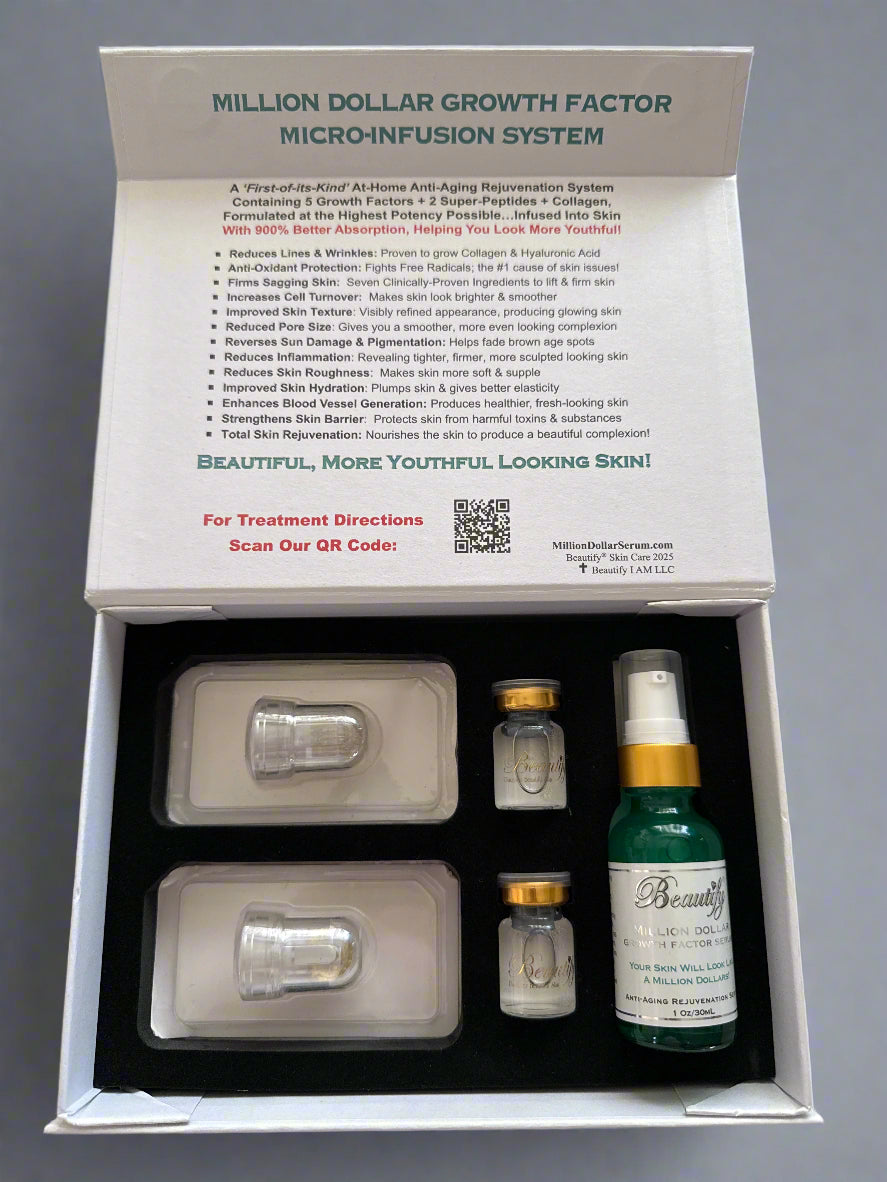 MILLION DOLLAR GROWTH FACTOR
MICRO-INFUSION SYSTEM
A 'First-of-its-Kind' At-Home Anti-Aging Rejuvenation System
Containing 5 Growth Factors + 2 Super-Peptides + Collagen,
Formulated at the Highest Potency Possible...Infused Into Skin
With 900% Better Absorption, Helping You Look More Youthful!
▪ Reduces Lines & Wrinkles: Proven to grow Collagen & Hyaluronic Acid
▪ Anti-Oxidant Protection: Fights Free Radicals; the #1 cause of skin issues!
▪ Firms Sagging Skin: Seven Clinically-Proven Ingredients to lift & firm skin
▪ Increases Cell Turnover: Makes skin look brighter & smoother
▪ Improved Skin Texture: Visibly refined appearance, producing glowing skin
▪ Reduced Pore Size: Gives you a smoother, more even looking complexion
▪ Reverses Sun Damage & Pigmentation: Helps fade brown age spots
▪ Reduces Inflammation: Revealing tighter, firmer, more sculpted looking skin
▪ Reduces Skin Roughness: Makes skin more soft & supple
▪ Improved Skin Hydration: Plumps skin & gives better elasticity
▪ Enhances Blood Vessel Generation: Produces healthier, fresh-looking skin
▪ Strengthens Skin Barrier: Protects skin from harmful toxins & substances
▪ Total Skin Rejuvenation: Nourishes the skin to produce a beautiful complexion!
BEAUTIFUL, MORE YOUTHFUL LOOKING SKIN!
For Treatment Directions
Scan Our QR Code:
MillionDollarSerum.com
Beautify® Skin Care 2025
✝ Beautify I AM LLC
Beautify
Beautify
Beautify
MILLION DOLLAR
GROWTH FACTOR
YOUR SKIN WILL LOOK
A MILLION DOLLARS!
ANTI-AGING REJUVENATION
1 OZ/30ML